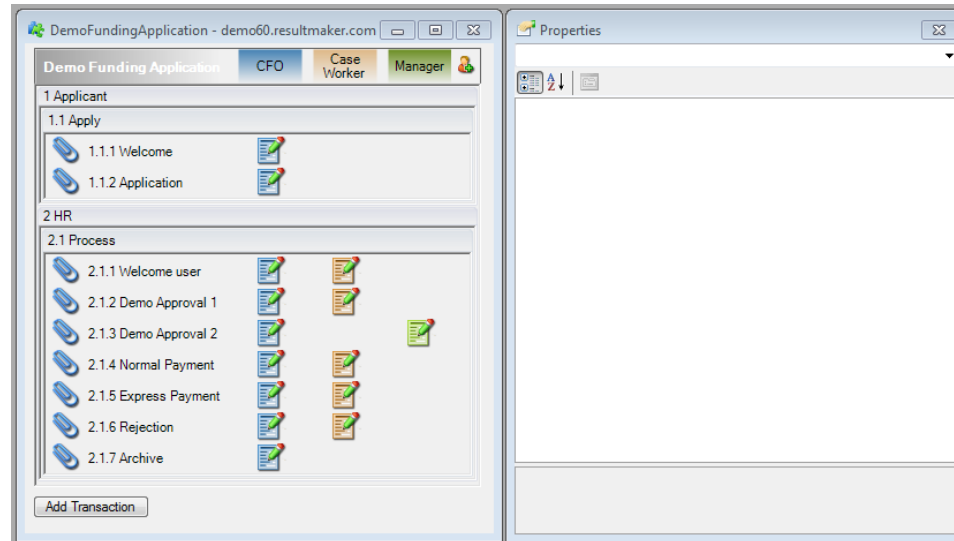 DemoFundingApplication - demo60.resultmaker.com
Properties
Demo Funding Application
CFO
Case
Worker
Manager
1 Applicant
1.1 Apply
1.1.1 Welcome
1.1.2 Application
2 HR
2.1 Process
2.1.1 Welcome user
2.1.2 Demo Approval 1
2.1.3 Demo Approval 2
2.1.4 Normal Payment
2.1.5 Express Payment
2.1.6 Rejection
2.1.7 Archive
Add Transaction